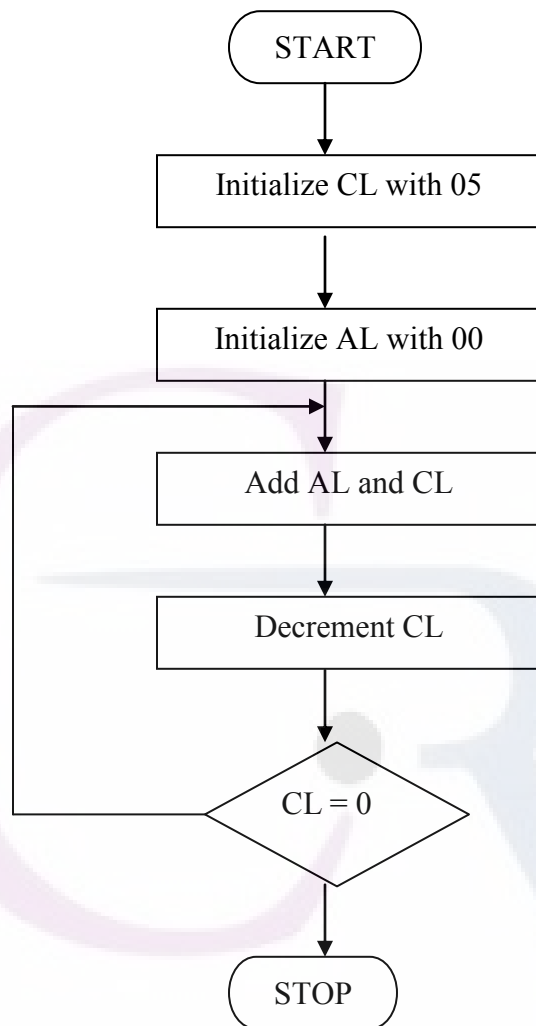 START
Initialize CL with 05
Initialize AL with 00
Add AL and CL
Decrement CL
CL = 0
STOP